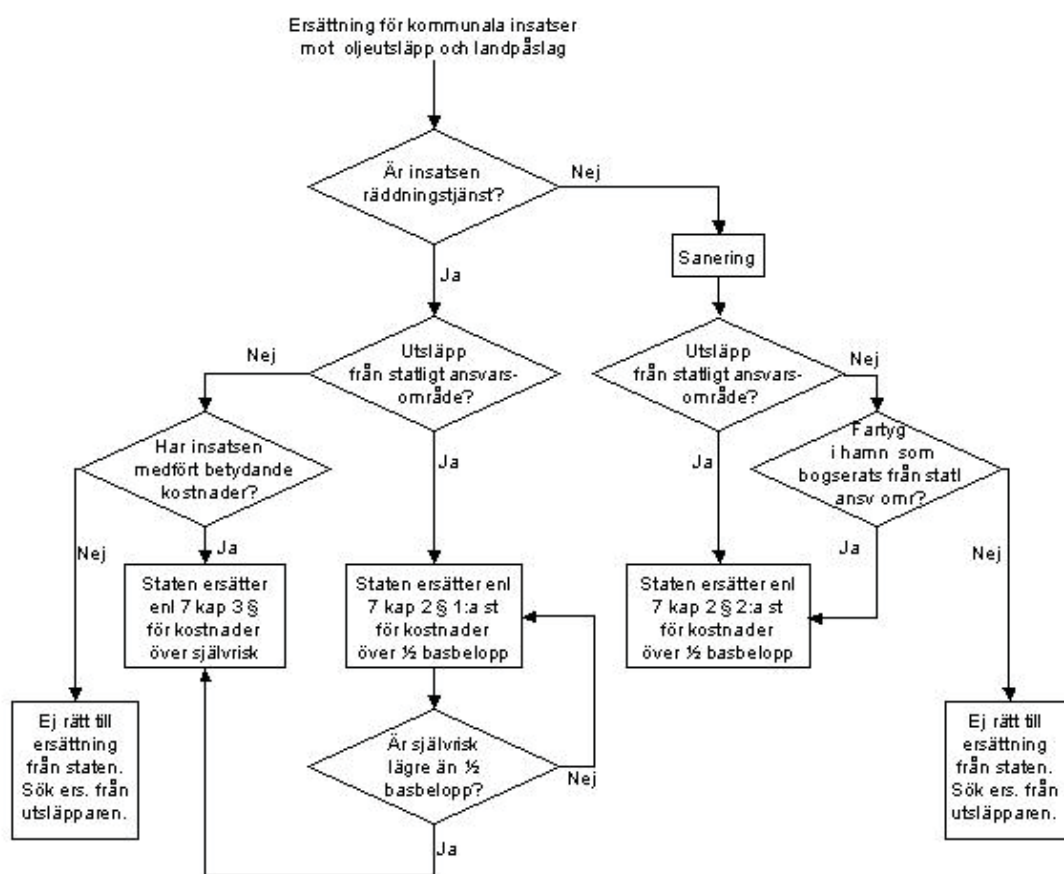 Ersättning för kommunala insatser
mot oljeutsläpp och landpåslag
Är insatsen
räddningstjänst?
Nej
Sanering
Ja
Utsläpp
från statligt ansvars-
område?
Nej
Utsläpp
från statligt ansvars-
område?
Nej
Har insatsen
medfört betydande
kostnader?
Ja
Ja
Fartyg
i hamn som
bogserats från statl
ansv omr?
Nej
Ja
Ja
Nej
Staten ersätter
enl 7 kap 3 §
för kostnader
över självrisk
Staten ersätter enl
7 kap 2 § 1:a st
för kostnader
över ½ basbelopp
Staten ersätter enl
7 kap 2 § 2:a st
för kostnader
över ½ basbelopp
Ej rätt till
ersättning
från staten.
Sök ers. från
utsläpparen.
Är självrisk
lägre än ½
basbelopp?
Nej
Ja
Ej rätt till
ersättning
från staten.
Sök ers. från
utsläpparen.